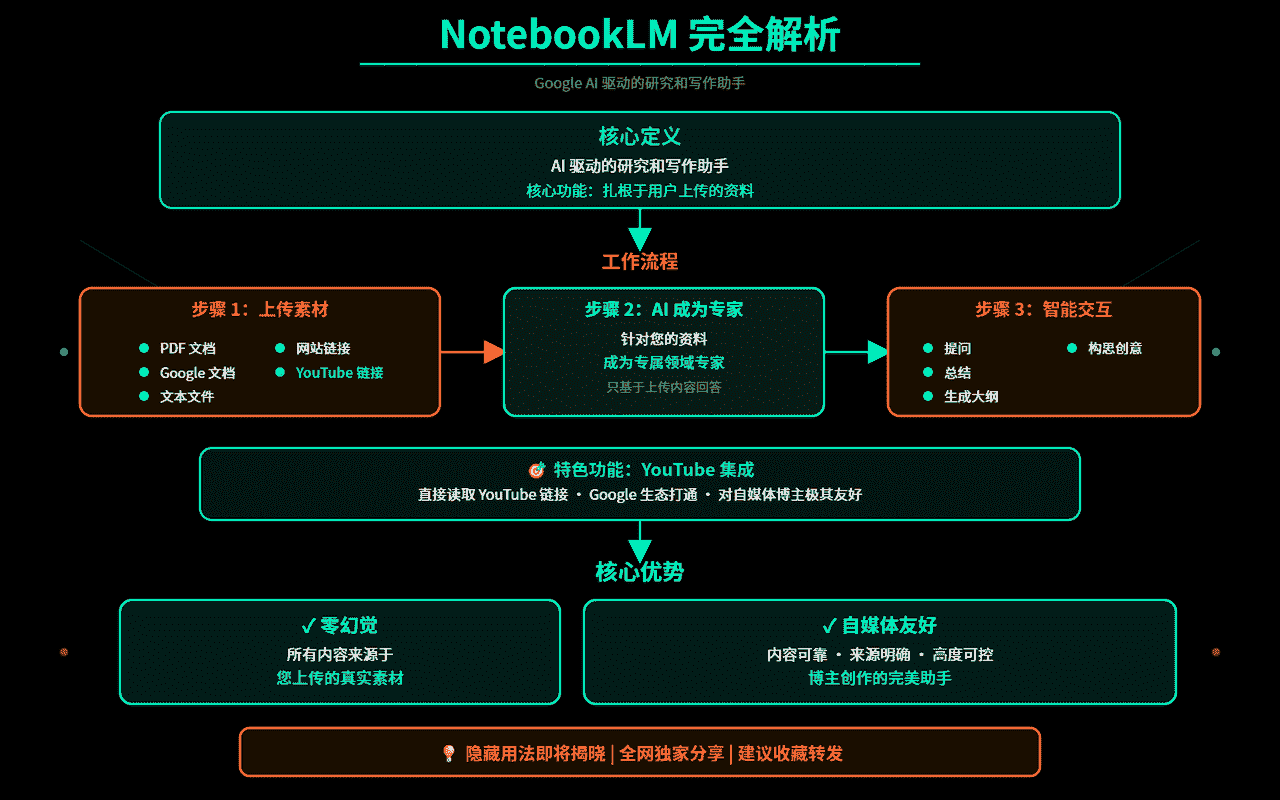 NotebookLM 完全解析
Google AI 驱动的研究和写作助手
核心定义
AI 驱动的研究和写作助手
核心功能：扎根于用户上传的资料
工作流程
步骤 1：上传素材
PDF 文档
网站链接
Google 文档
YouTube 链接
文本文件
步骤 2：AI 成为专家
针对您的资料
成为专属领域专家
只基于上传内容回答
步骤 3：智能交互
提问
构思创意
总结
生成大纲
🎯 特色功能：YouTube 集成
直接读取 YouTube 链接 • Google 生态打通 • 对自媒体博主极其友好
核心优势
✓ 零幻觉
所有内容来源于
您上传的真实素材
✓ 自媒体友好
内容可靠 • 来源明确 • 高度可控
博主创作的完美助手
💡 隐藏用法即将揭晓 | 全网独家分享 | 建议收藏转发